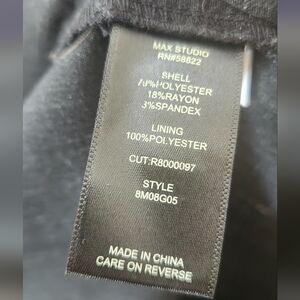 MAX STUDIO
RN#58822
SHELL
79%POLYESTER
18%RAYON
3%SPANDEX
LINING
100%POLYESTER
CUT:R8000097
STYLE
8M08G05
MADE IN CHINA
CARE ON REVERSE